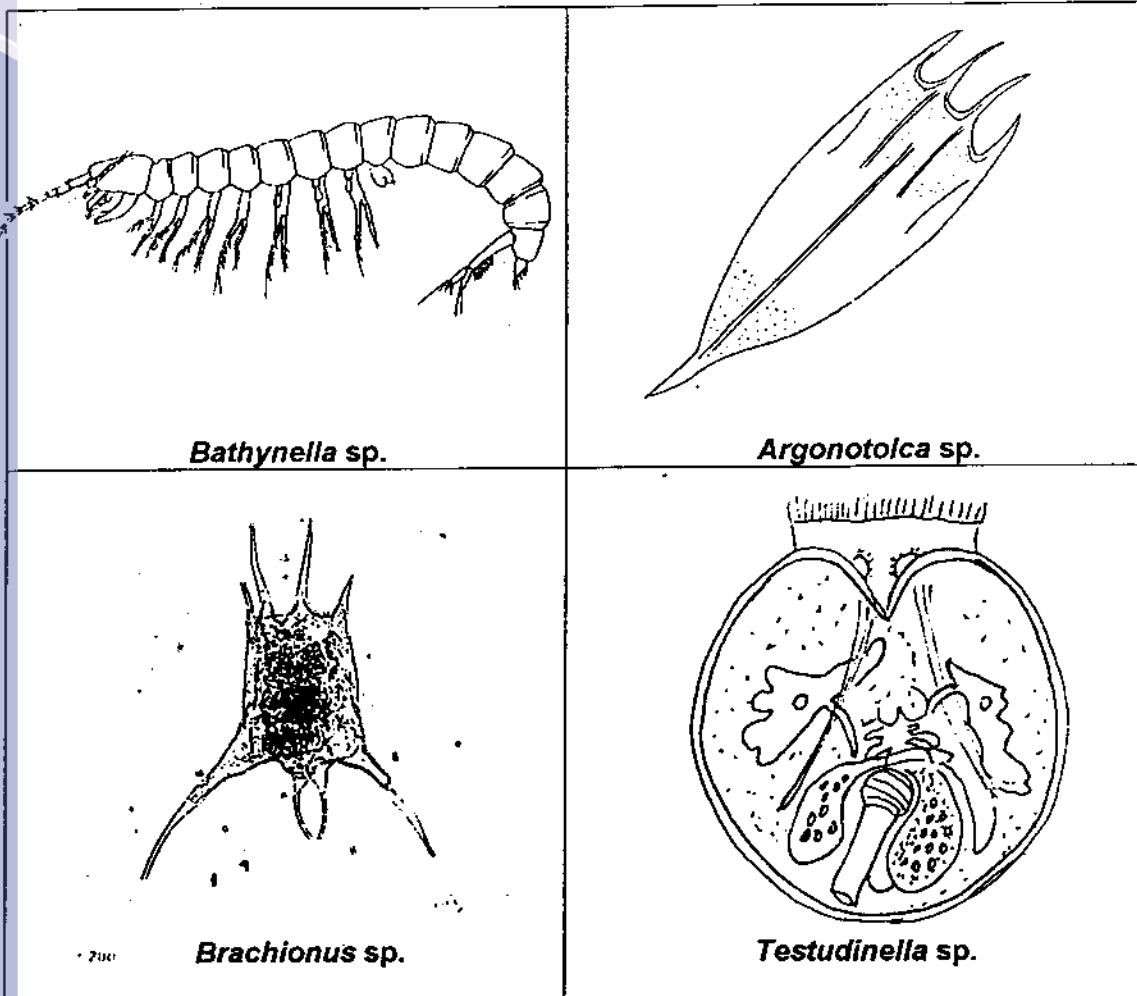 Bathynella sp.
Argonotolca sp.
Brachionus sp.
Testudinella sp.